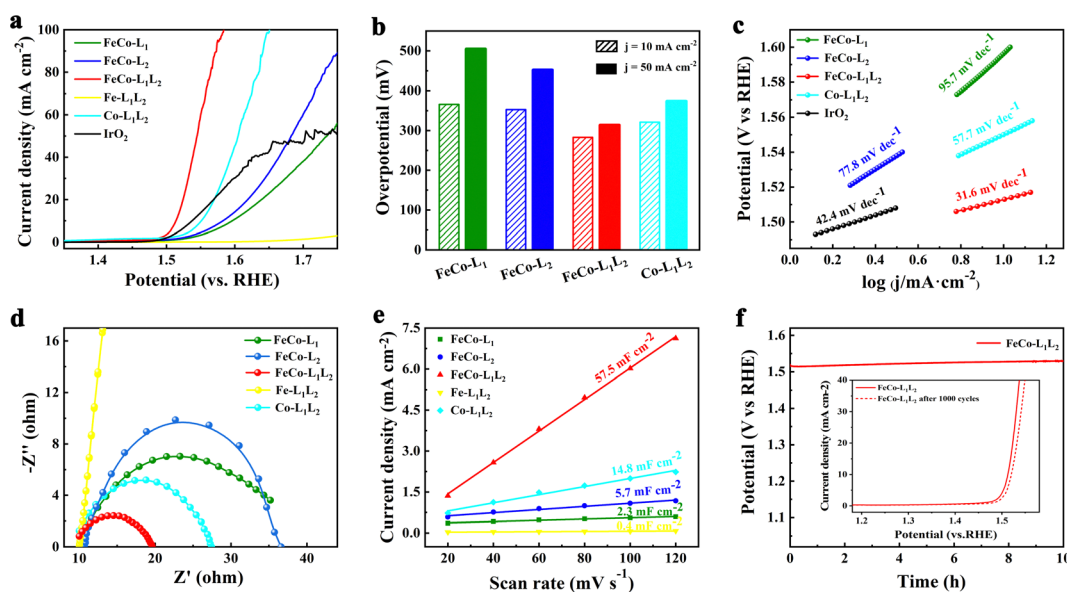 a
100
80
60
40
20
0
Current density (mA cm⁻²)
FeCo-L₁
FeCo-L₂
FeCo-L₁L₂
Fe-L₁L₂
Co-L₁L₂
IrO₂
1.4 1.5 1.6 1.7
Potential (vs. RHE)
b
500
400
300
200
100
0
Overpotential (mV)
j = 10 mA cm⁻²
j = 50 mA cm⁻²
FeCo-L₁ FeCo-L₂ FeCo-L₁L₂ Co-L₁L₂
c
1.60
1.58
1.56
1.54
1.52
1.50
Potential (V vs RHE)
FeCo-L₁
FeCo-L₂
FeCo-L₁L₂
Co-L₁L₂
IrO₂
95.7 mV dec⁻¹
57.7 mV dec⁻¹
77.8 mV dec⁻¹
31.6 mV dec⁻¹
42.4 mV dec⁻¹
0.0 0.2 0.4 0.6 0.8 1.0 1.2
log (j/mA·cm⁻²)
d
16
12
8
4
0
-Z'' (ohm)
FeCo-L₁
FeCo-L₂
FeCo-L₁L₂
Fe-L₁L₂
Co-L₁L₂
10 20 30 40
Z' (ohm)
e
7.5
6.0
4.5
3.0
1.5
0.0
Current density (mA cm⁻²)
FeCo-L₁
FeCo-L₂
FeCo-L₁L₂
Fe-L₁L₂
Co-L₁L₂
57.5 mF cm⁻²
14.8 mF cm⁻²
5.7 mF cm⁻²
2.3 mF cm⁻²
20 40 60 80 100 120
Scan rate (mV s⁻¹)
f
1.6
1.5
1.4
1.3
1.2
1.1
Potential (V vs RHE)
FeCo-L₁L₂
40
30
20
10
0
Current density (mA cm-2)
FeCo-L₁L₂
FeCo-L₁L₂ after 1000 cycles
1.2 1.3 1.4 1.5
Potential (vs.RHE)
0 2 4 6 8 10
Time (h)